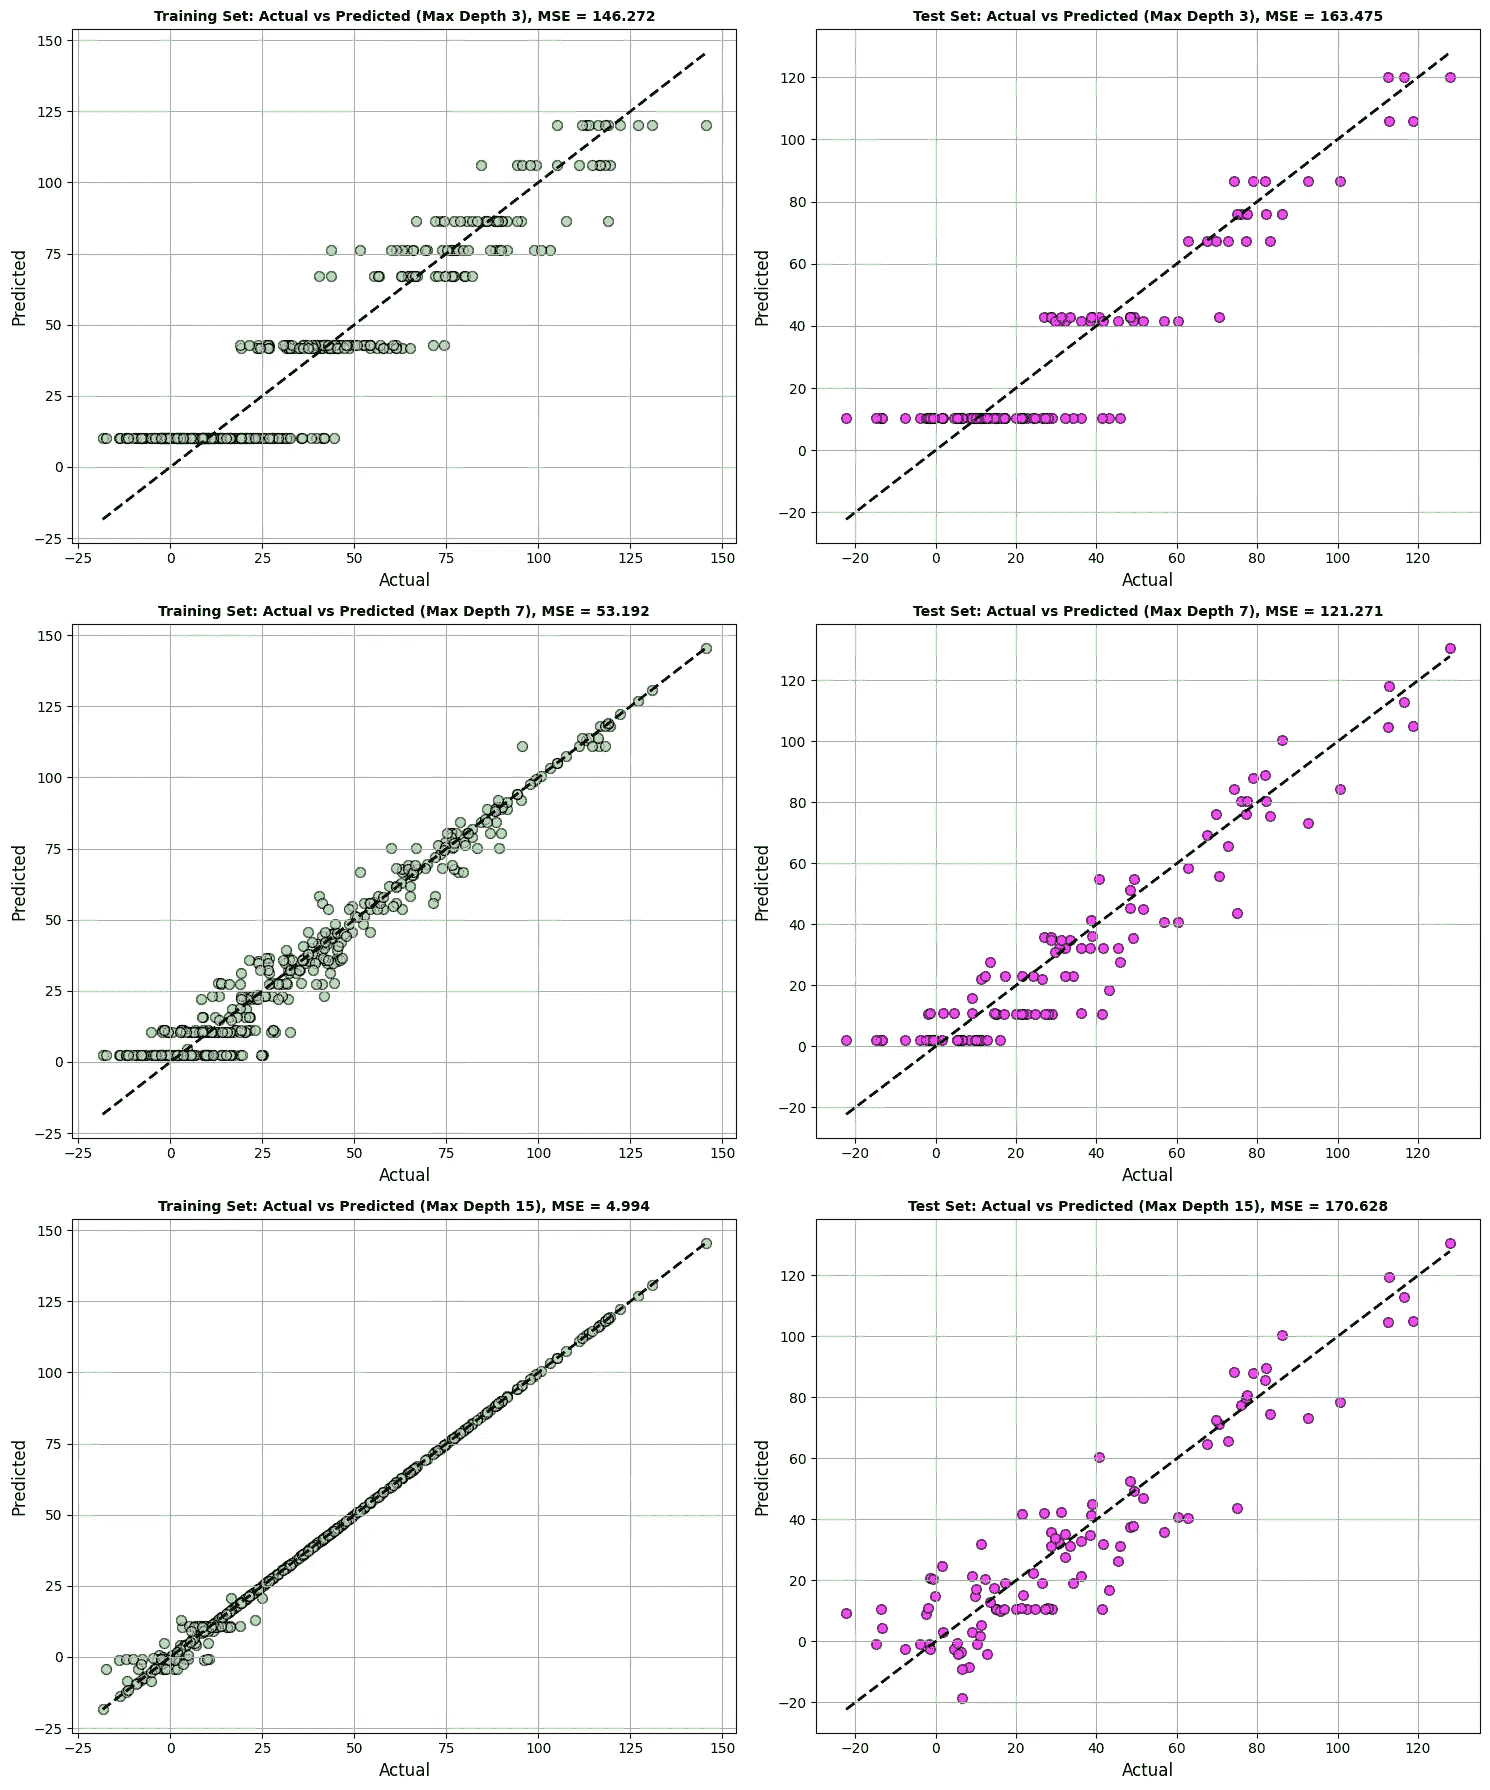 Training Set: Actual vs Predicted (Max Depth 3), MSE = 146.272
150
125
100
75
50
25
0
−25
Predicted
−25 0 25 50 75 100 125 150
Actual
Test Set: Actual vs Predicted (Max Depth 3), MSE = 163.475
120
100
80
60
40
20
0
−20
Predicted
−20 0 20 40 60 80 100 120
Actual
Training Set: Actual vs Predicted (Max Depth 7), MSE = 53.192
150
125
100
75
50
25
0
−25
Predicted
−25 0 25 50 75 100 125 150
Actual
Test Set: Actual vs Predicted (Max Depth 7), MSE = 121.271
120
100
80
60
40
20
0
−20
Predicted
−20 0 20 40 60 80 100 120
Actual
Training Set: Actual vs Predicted (Max Depth 15), MSE = 4.994
150
125
100
75
50
25
0
−25
Predicted
−25 0 25 50 75 100 125 150
Actual
Test Set: Actual vs Predicted (Max Depth 15), MSE = 170.628
120
100
80
60
40
20
0
−20
Predicted
−20 0 20 40 60 80 100 120
Actual